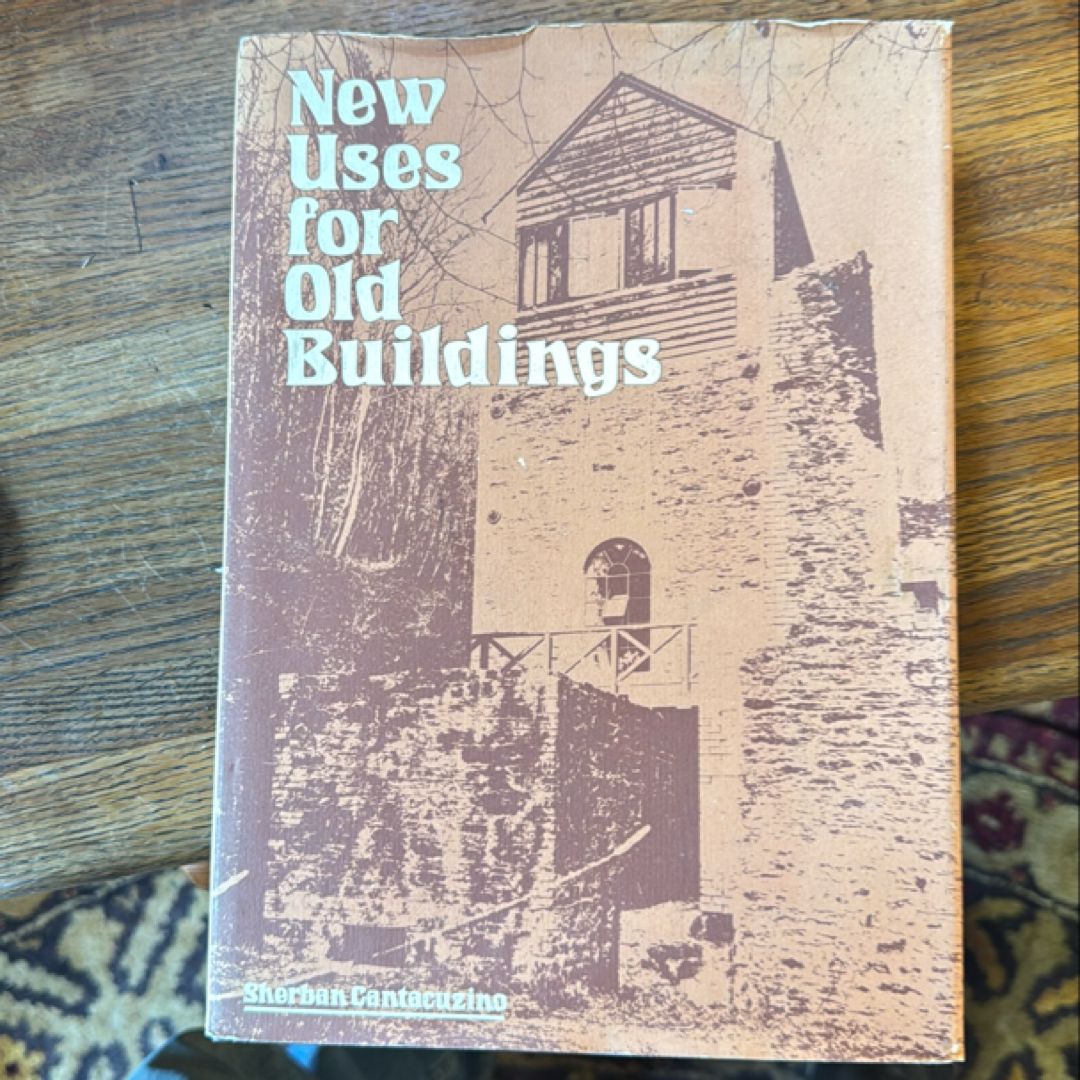 New
Uses
for
Old
Buildings
Sherban Cantacuzino